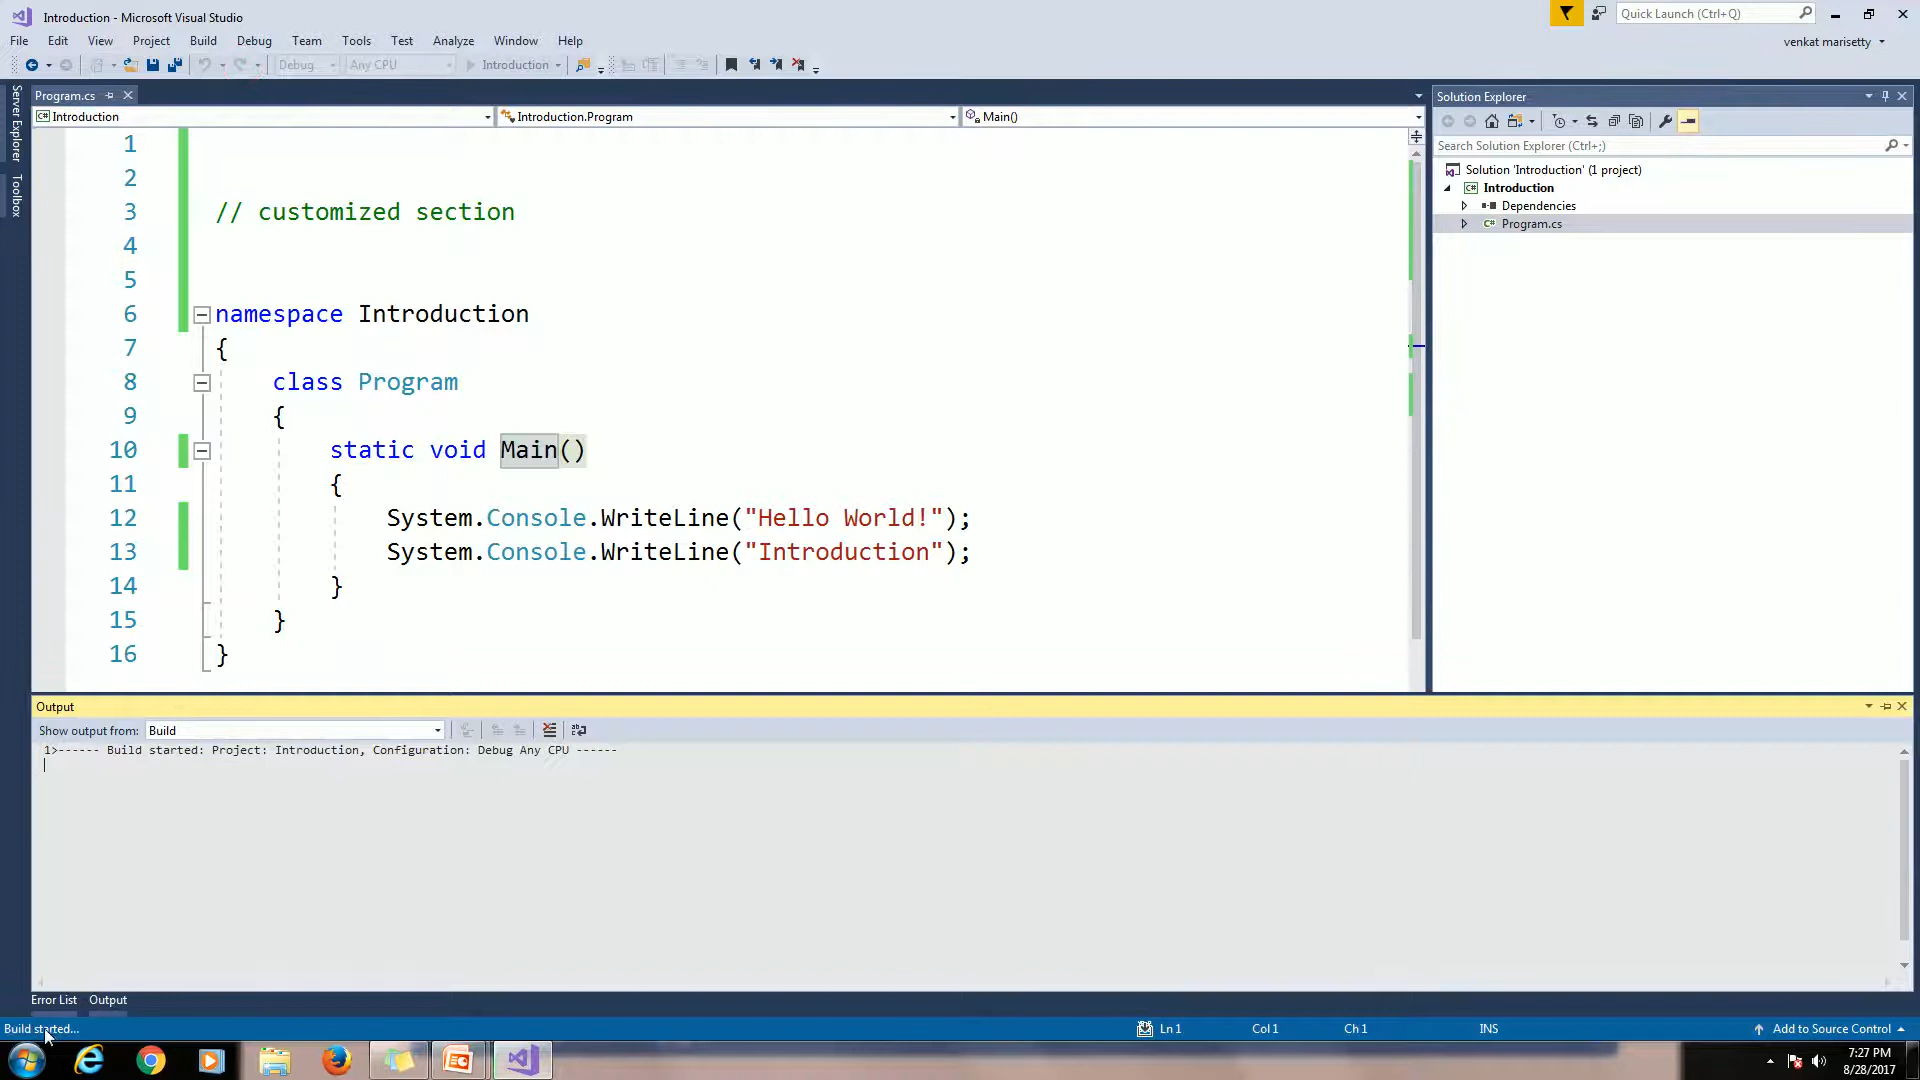 Introduction - Microsoft Visual Studio
Quick Launch (Ctrl+Q)
File Edit View Project Build Debug Team Tools Test Analyze Window Help
venkat marisetty
Debug Any CPU Introduction
Server Explorer
Toolbox
Program.cs
Introduction Introduction.Program Main()
1
2
3 // customized section
4
5
6 namespace Introduction
7 {
8 class Program
9 {
10 static void Main()
11 {
12 System.Console.WriteLine("Hello World!");
13 System.Console.WriteLine("Introduction");
14 }
15 }
16 }
Solution Explorer
Search Solution Explorer (Ctrl+;)
Solution 'Introduction' (1 project)
C# Introduction
Dependencies
C# Program.cs
Output
Show output from: Build
1>------ Build started: Project: Introduction, Configuration: Debug Any CPU ------
Error List Output
Build started... Ln 1 Col 1 Ch 1 INS Add to Source Control
7:27 PM
8/28/2017